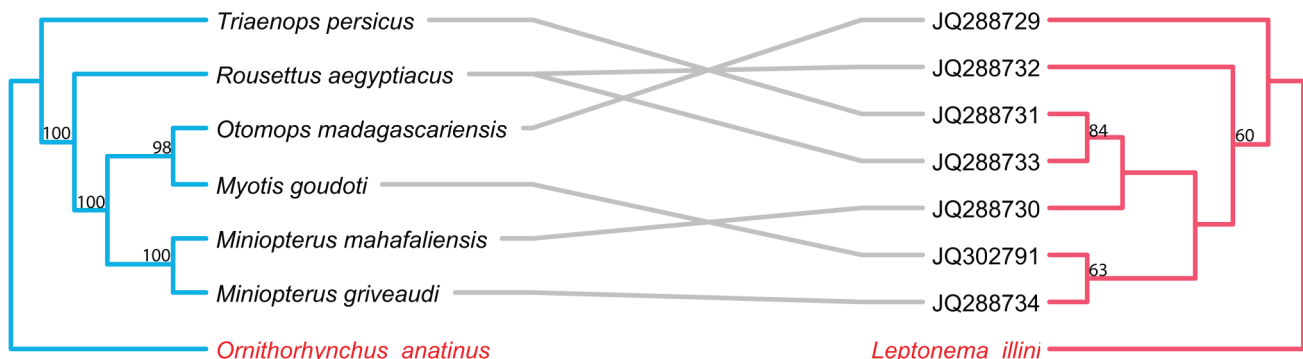 Triaenops persicus
JQ288729
Rousettus aegyptiacus
JQ288732
JQ288731
84
Otomops madagascariensis
60
100
98
JQ288733
Myotis goudoti
100
JQ288730
Miniopterus mahafaliensis
100
JQ302791
63
Miniopterus griveaudi
JQ288734
Ornithorhynchus anatinus
Leptonema illini